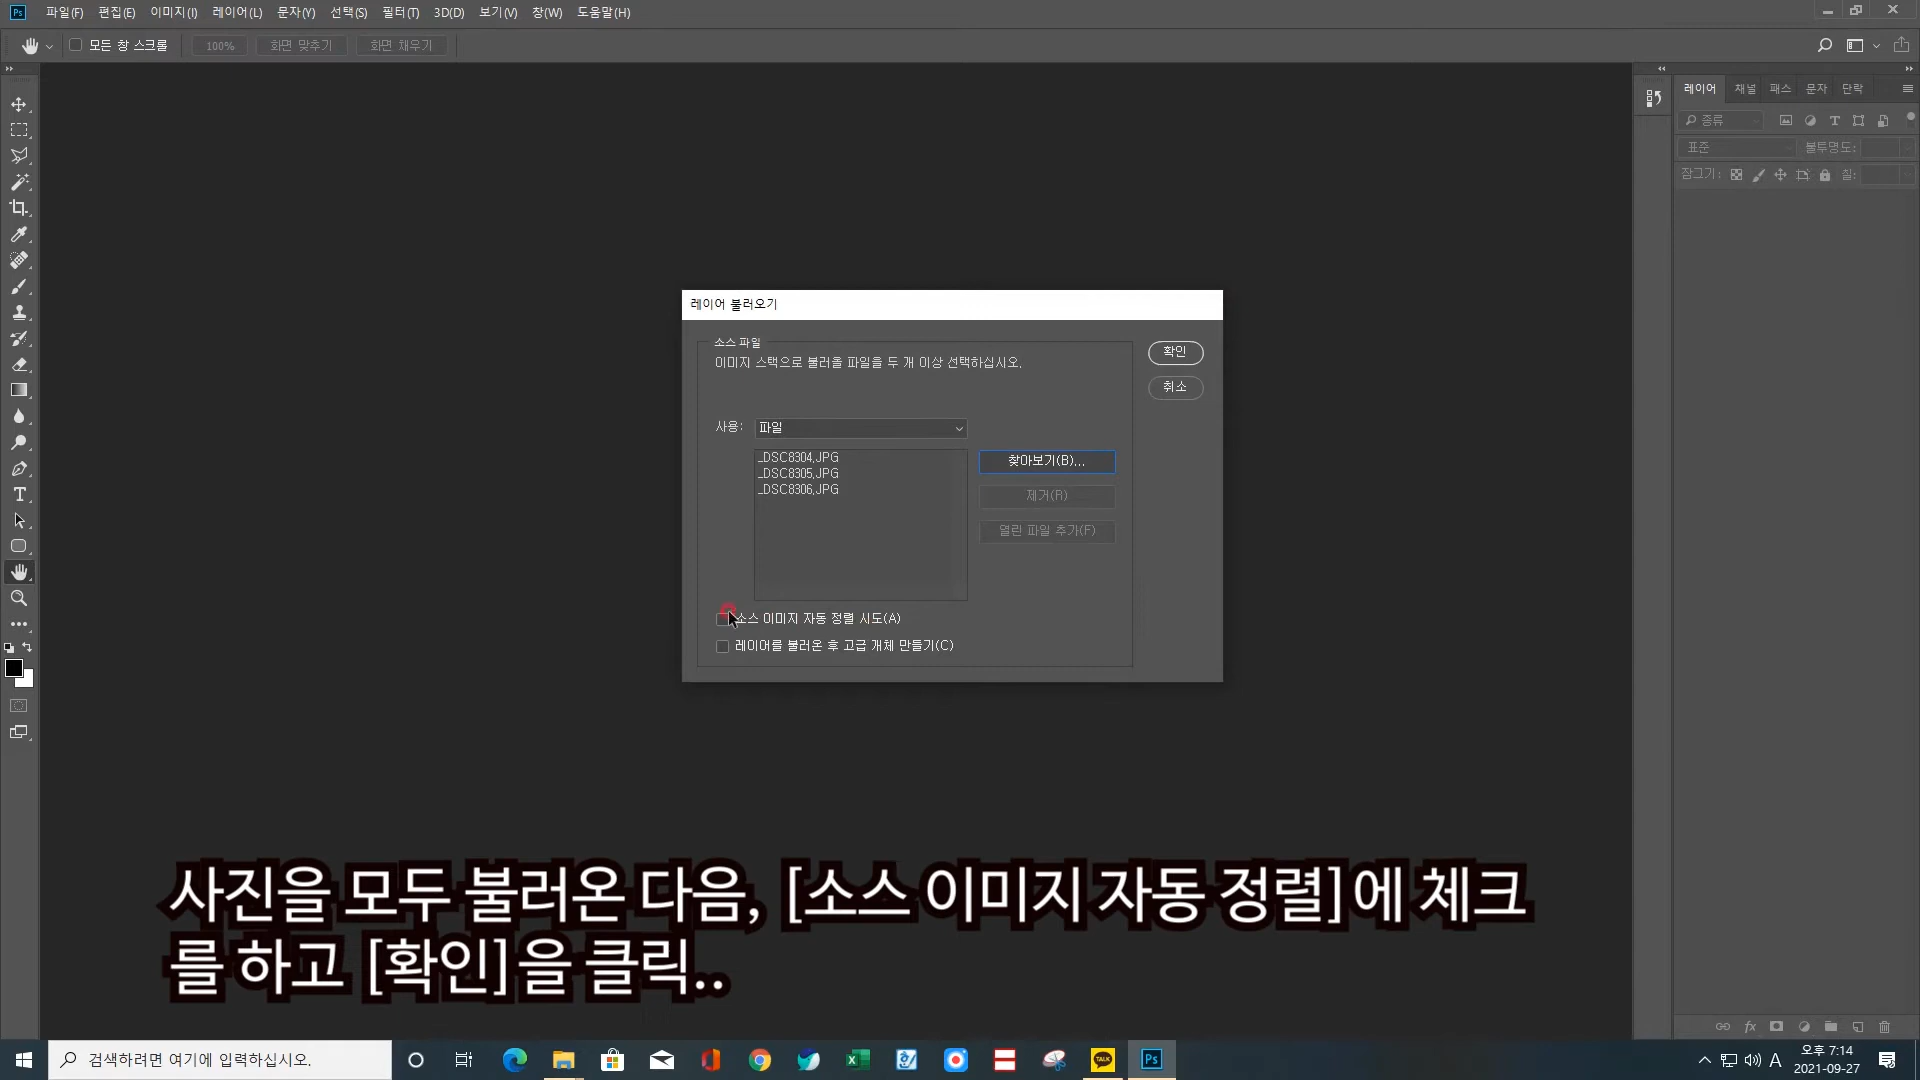 Ps 파일(F) 편집(E) 이미지(I) 레이어(L) 문자(Y) 선택(S) 필터(T) 3D(D) 보기(V) 창(W) 도움말(H)
모든 창 스크롤 100% 화면 맞추기 화면 채우기
레이어 채널 패스 문자 단락
종류
표준 불투명도:
잠그기: 칠:
레이어 불러오기
소스 파일
이미지 스택으로 불러올 파일을 두 개 이상 선택하십시오.
확인
취소
사용: 파일
_DSC8304.JPG
_DSC8305.JPG
_DSC8306.JPG
찾아보기(B)...
제거(R)
열린 파일 추가(F)
소스 이미지 자동 정렬 시도(A)
레이어를 불러온 후 고급 개체 만들기(C)
사진을 모두 불러온 다음, [소스 이미지 자동 정렬]에 체크
를 하고 [확인]을 클릭..
fx
검색하려면 여기에 입력하십시오.
TALK
Ps
A
오후 7:14
2021-09-27